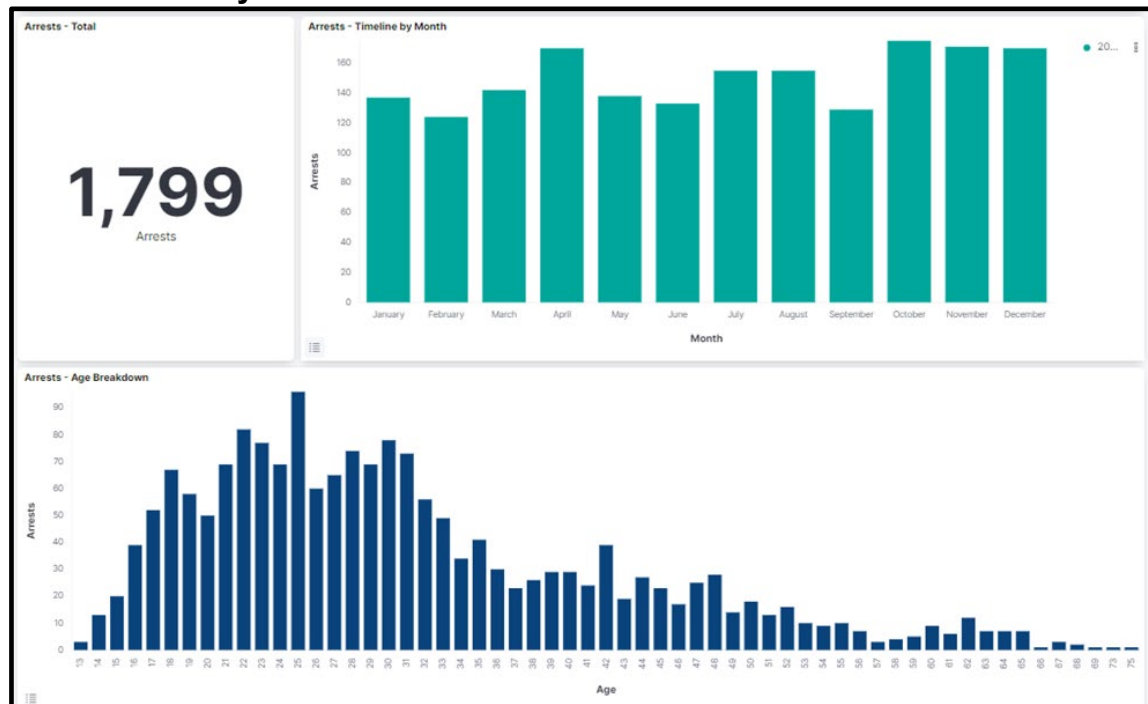 Arrests - Total
1,799
Arrests
Arrests - Timeline by Month
20...
160
140
120
100
80
60
40
20
0
Arrests
January February March April May June July August September October November December
Month
Arrests - Age Breakdown
90
80
70
60
50
40
30
20
10
0
Arrests
13 14 15 16 17 18 19 20 21 22 23 24 25 26 27 28 29 30 31 32 33 34 35 36 37 38 39 40 41 42 43 44 45 46 47 48 49 50 51 52 53 54 55 56 57 58 59 60 61 62 63 64 65 66 67 68 69 73 75
Age